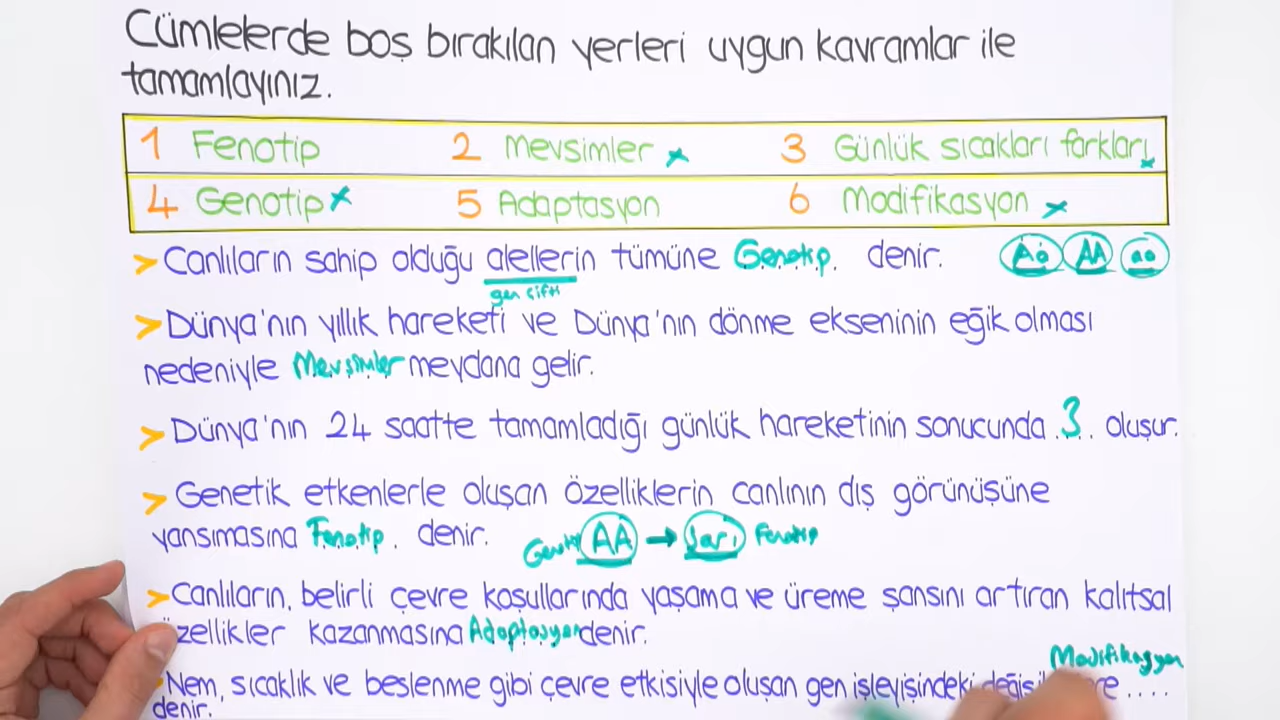 Cümlelerde boş bırakılan yerleri uygun kavramlar ile
tamamlayınız.
1 Fenotip 2 Mevsimler 3 Günlük sıcakları farkları
4 Genotip 5 Adaptasyon 6 Modifikasyon
Canlıların sahip olduğu alellerin tümüne Genotip denir. Aa AA aa
gen çifti
Dünya'nın yıllık hareketi ve Dünya'nın dönme ekseninin eğik olması
nedeniyle Mevsimler meydana gelir.
Dünya'nın 24 saatte tamamladığı günlük hareketinin sonucunda 3 oluşur.
Genetik etkenlerle oluşan özelliklerin canlının dış görünüşüne
yansımasına Fenotip. denir. Genotip AA → Sarı Fenotip
Canlıların, belirli çevre koşullarında yaşama ve üreme şansını artıran kalıtsal
özellikler kazanmasına Adaptasyon denir.
Modifikasyon
Nem, sıcaklık ve beslenme gibi çevre etkisiyle oluşan gen işleyişindeki ....
denir.